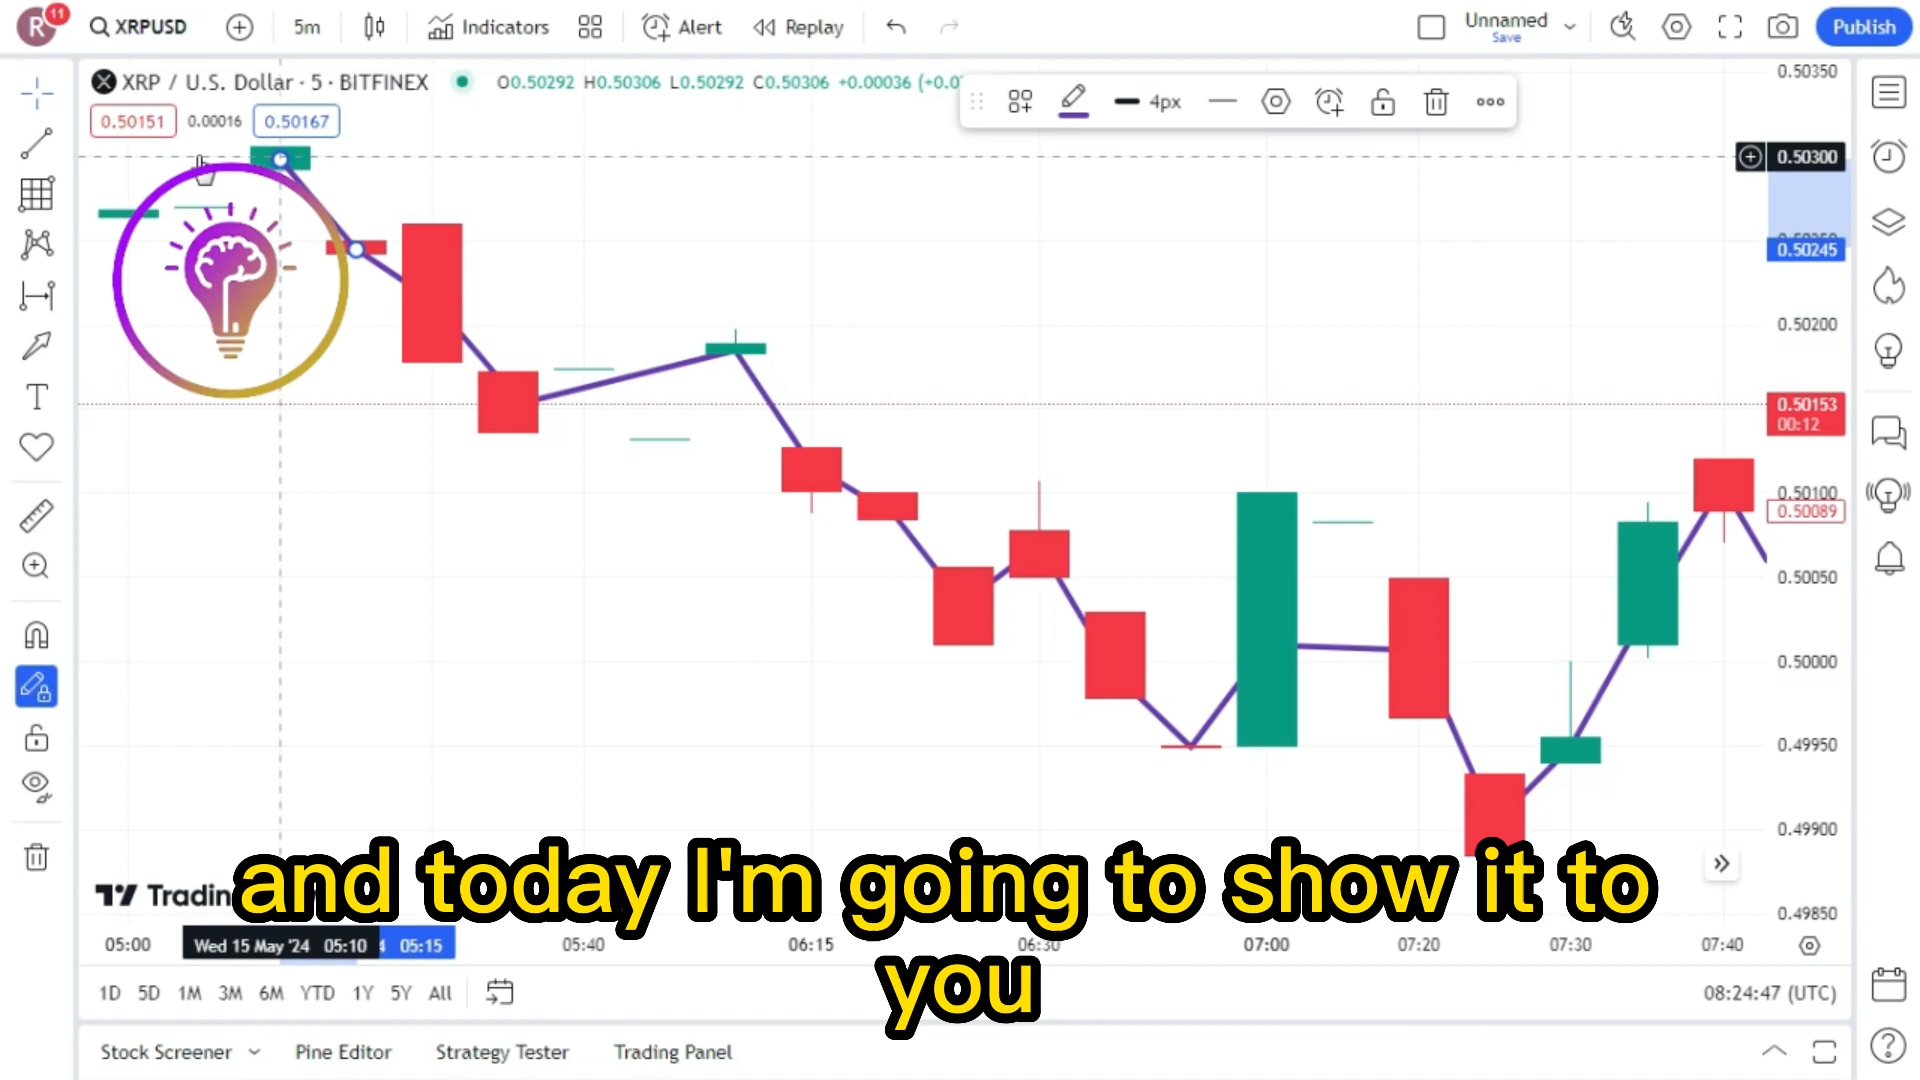 R 11 XRPUSD 5m Indicators Alert Replay Unnamed Save Publish
XRP / U.S. Dollar · 5 · BITFINEX O0.50292 H0.50306 L0.50292 C0.50306 +0.00036
4px
0.50151 0.00016 0.50167
0.50350
0.50300
0.50245
0.50200
0.50153
00:12
0.50100
0.50089
0.50050
0.50000
0.49950
0.49900
0.49850
and today I'm going to show it to
you
05:00 Wed 15 May '24 05:10 05:15 05:40 06:15 06:30 07:00 07:20 07:30 07:40
1D 5D 1M 3M 6M YTD 1Y 5Y All 08:24:47 (UTC)
Stock Screener Pine Editor Strategy Tester Trading Panel